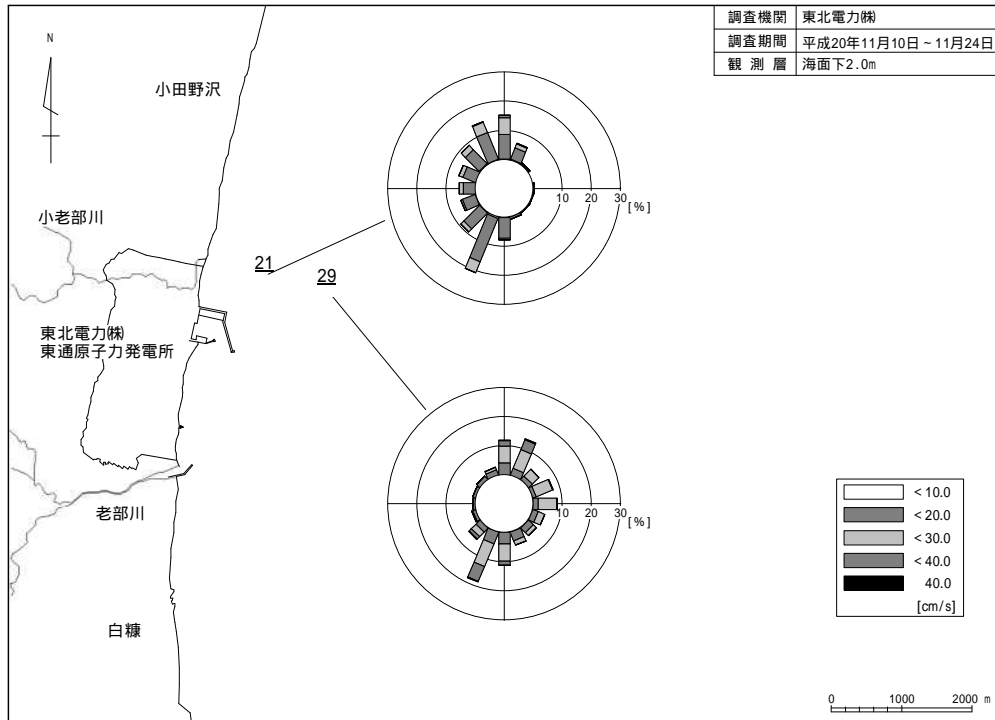 調査機関 東北電力㈱
調査期間 平成20年11月10日~11月24日
観測層 海面下2.0m
N
小田野沢
10 20 30
[%]
小老部川
21
29
東北電力㈱
東通原子力発電所
10 20 30
[%]
老部川
白糠
<10.0
<20.0
<30.0
<40.0
40.0
[cm/s]
0 1000 2000 m